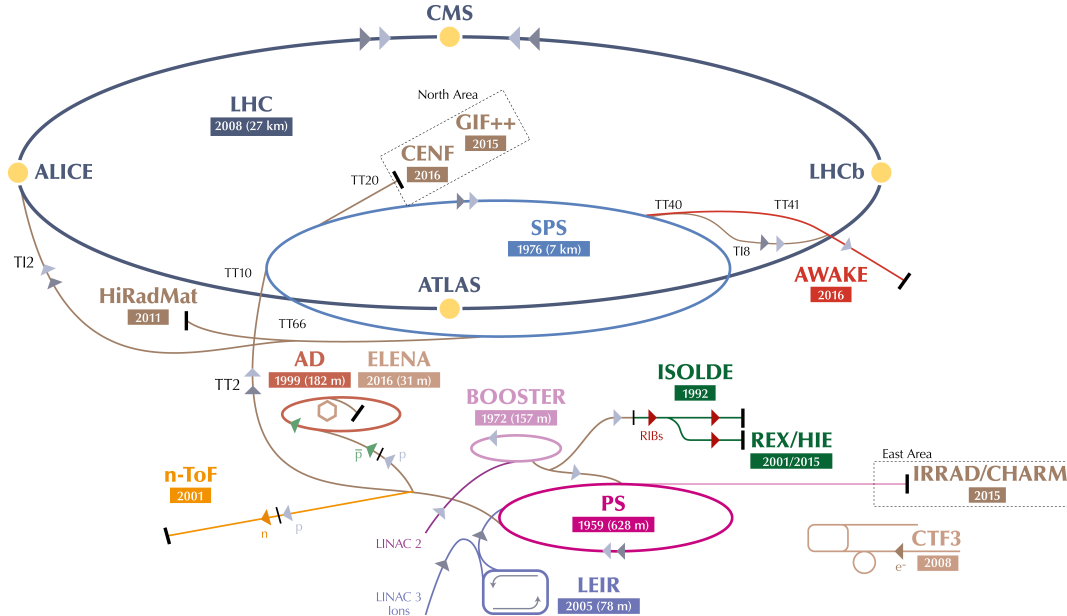 CMS
LHC
2008 (27 km)
North Area
GIF++
2015
CENF
2016
TT20
ALICE
LHCb
TT40
TT41
SPS
1976 (7 km)
TI8
TI2
TT10
AWAKE
2016
ATLAS
HiRadMat
2011
TT66
AD
1999 (182 m)
ELENA
2016 (31 m)
TT2
ISOLDE
1992
BOOSTER
1972 (157 m)
RIBs
REX/HIE
2001/2015
p̅
p
East Area
n-ToF
2001
IRRAD/CHARM
2015
PS
1959 (628 m)
n
p
LINAC 2
CTF3
2008
e-
LEIR
2005 (78 m)
LINAC 3
Ions